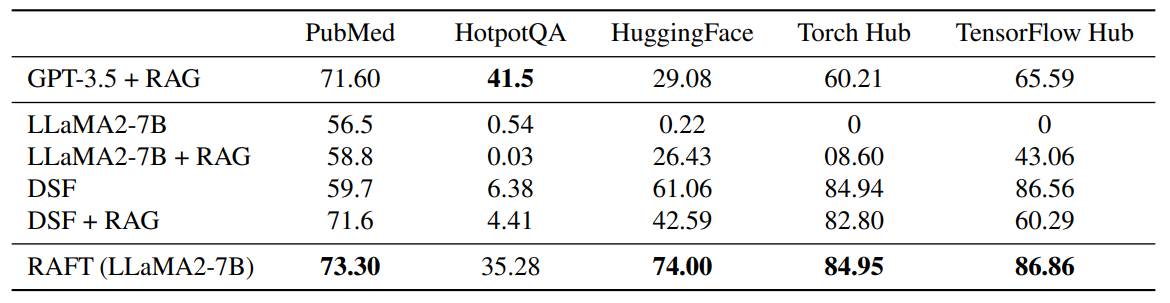 PubMed HotpotQA HuggingFace Torch Hub TensorFlow Hub
GPT-3.5 + RAG 71.60 41.5 29.08 60.21 65.59
LLaMA2-7B 56.5 0.54 0.22 0 0
LLaMA2-7B + RAG 58.8 0.03 26.43 08.60 43.06
DSF 59.7 6.38 61.06 84.94 86.56
DSF + RAG 71.6 4.41 42.59 82.80 60.29
RAFT (LLaMA2-7B) 73.30 35.28 74.00 84.95 86.86